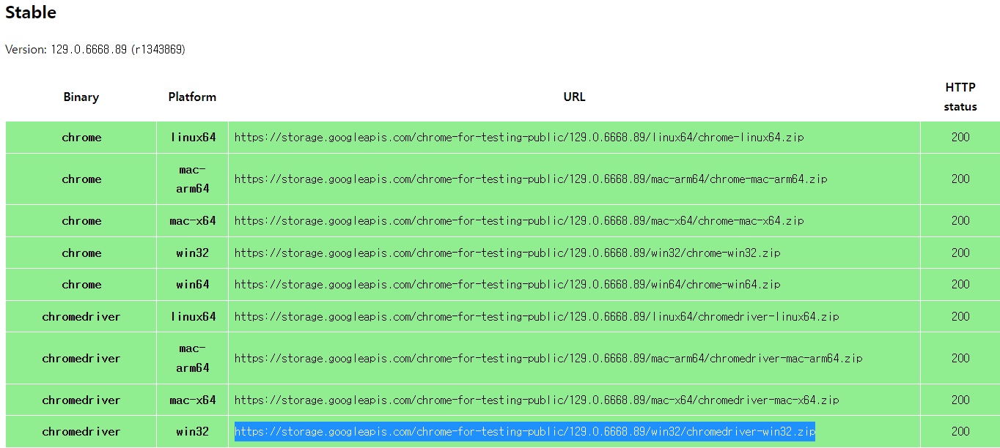 Stable
Version: 129.0.6668.89 (r1343869)
Binary Platform URL HTTP
status
chrome linux64 https://storage.googleapis.com/chrome-for-testing-public/129.0.6668.89/linux64/chrome-linux64.zip 200
chrome mac-
arm64 https://storage.googleapis.com/chrome-for-testing-public/129.0.6668.89/mac-arm64/chrome-mac-arm64.zip 200
chrome mac-x64 https://storage.googleapis.com/chrome-for-testing-public/129.0.6668.89/mac-x64/chrome-mac-x64.zip 200
chrome win32 https://storage.googleapis.com/chrome-for-testing-public/129.0.6668.89/win32/chrome-win32.zip 200
chrome win64 https://storage.googleapis.com/chrome-for-testing-public/129.0.6668.89/win64/chrome-win64.zip 200
chromedriver linux64 https://storage.googleapis.com/chrome-for-testing-public/129.0.6668.89/linux64/chromedriver-linux64.zip 200
chromedriver mac-
arm64 https://storage.googleapis.com/chrome-for-testing-public/129.0.6668.89/mac-arm64/chromedriver-mac-arm64.zip 200
chromedriver mac-x64 https://storage.googleapis.com/chrome-for-testing-public/129.0.6668.89/mac-x64/chromedriver-mac-x64.zip 200
chromedriver win32 https://storage.googleapis.com/chrome-for-testing-public/129.0.6668.89/win32/chromedriver-win32.zip 200